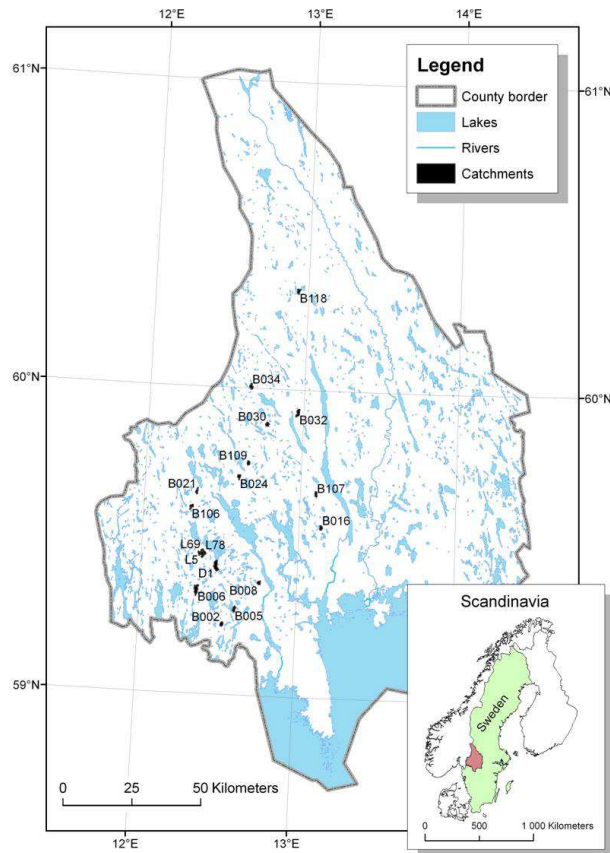 12°E
13°E
14°E
61°N
61°N
Legend
County border
Lakes
Rivers
Catchments
B118
60°N
B034
60°N
B030
B032
B109
B021
B024
B107
B106
B016
L69
L78
L5
D1
B008
B006
B002
B005
Scandinavia
59°N
Sweden
0
25
50 Kilometers
0
500
1 000 Kilometers
12°E
13°E